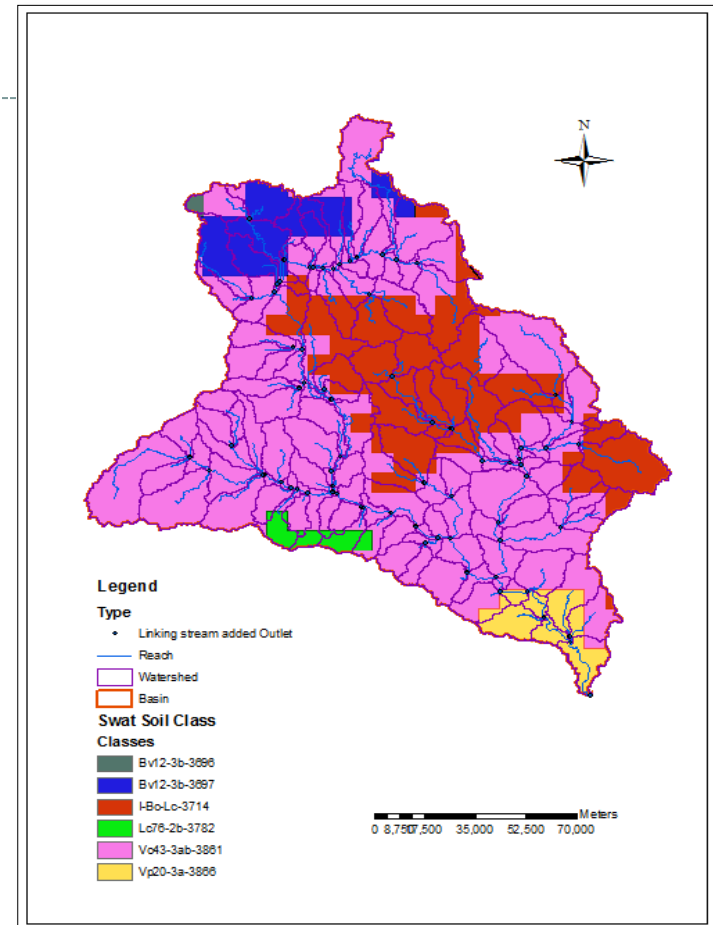 N
Legend
Type
Linking stream added Outlet
Reach
Watershed
Basin
Swat Soil Class
Classes
Bv12-3b-3696
Bv12-3b-3697
I-Bo-Lc-3714
Lc76-2b-3782
Vc43-3ab-3861
Vp20-3a-3866
Meters
0 8,750 17,500 35,000 52,500 70,000